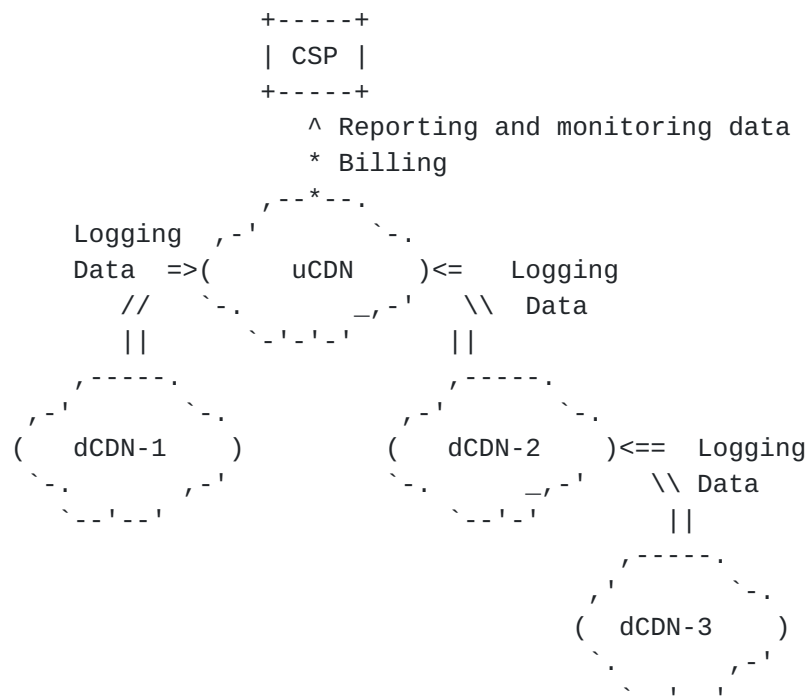 CSP
^ Reporting and monitoring data
* Billing
Logging
Data =>( uCDN )<= Logging
Data
dCDN-1 dCDN-2 <== Logging
Data
dCDN-3